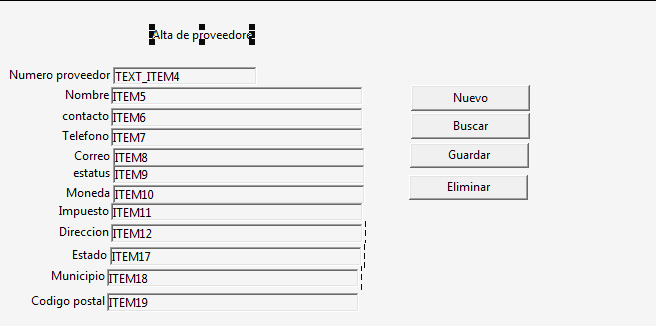 Alta de proveedore
Numero proveedor TEXT_ITEM4
Nombre ITEM5
contacto ITEM6
Telefono ITEM7
Correo ITEM8
estatus ITEM9
Moneda ITEM10
Impuesto ITEM11
Direccion ITEM12
Estado ITEM17
Municipio ITEM18
Codigo postal ITEM19
Nuevo
Buscar
Guardar
Eliminar